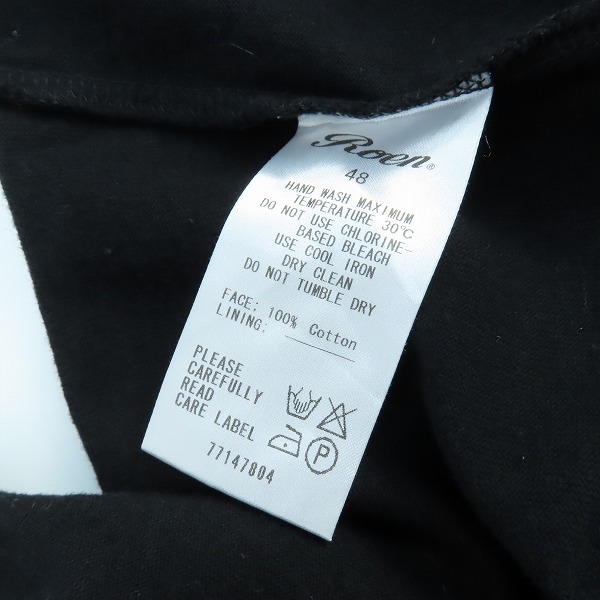 Roen®
48
HAND WASH MAXIMUM
TEMPERATURE 30℃
DO NOT USE CHLORINE-
BASED BLEACH
USE COOL IRON
DRY CLEAN
DO NOT TUMBLE DRY
FACE: 100% Cotton
LINING:
PLEASE
CAREFULLY
READ
CARE LABEL
P
77147804